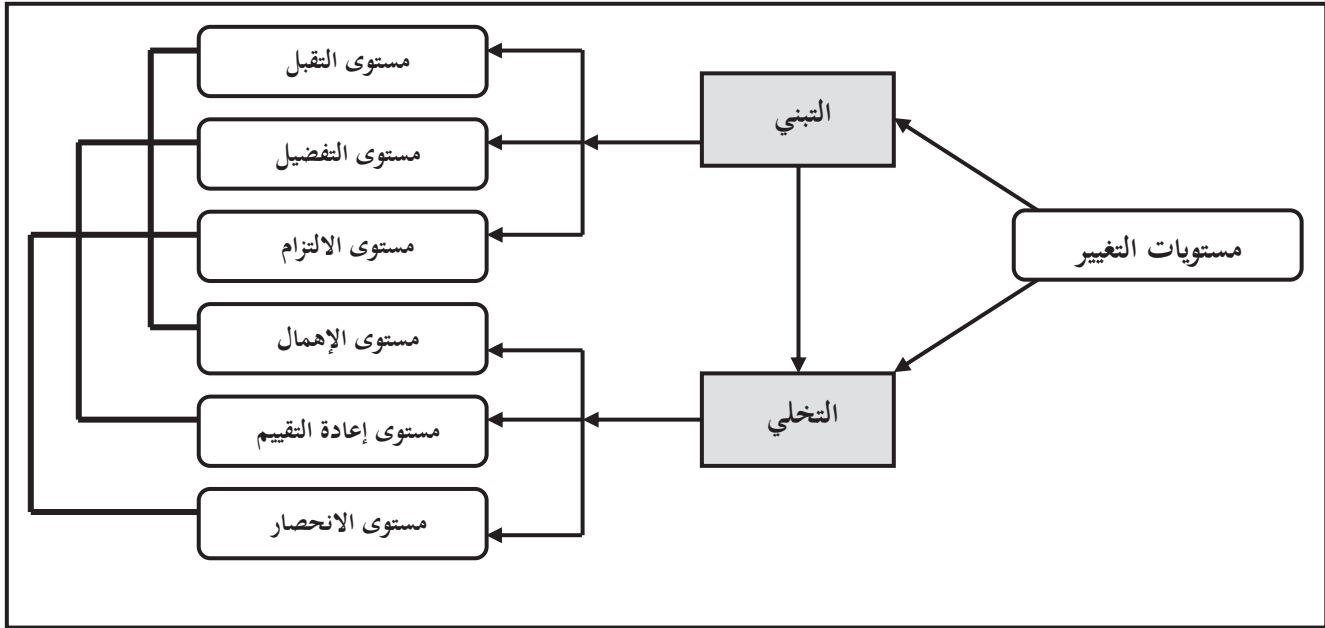 مستويات التغيير
التبني
مستوى التقبل
مستوى التفضيل
مستوى الالتزام
التخلي
مستوى الإهمال
مستوى إعادة التقييم
مستوى الانحصار